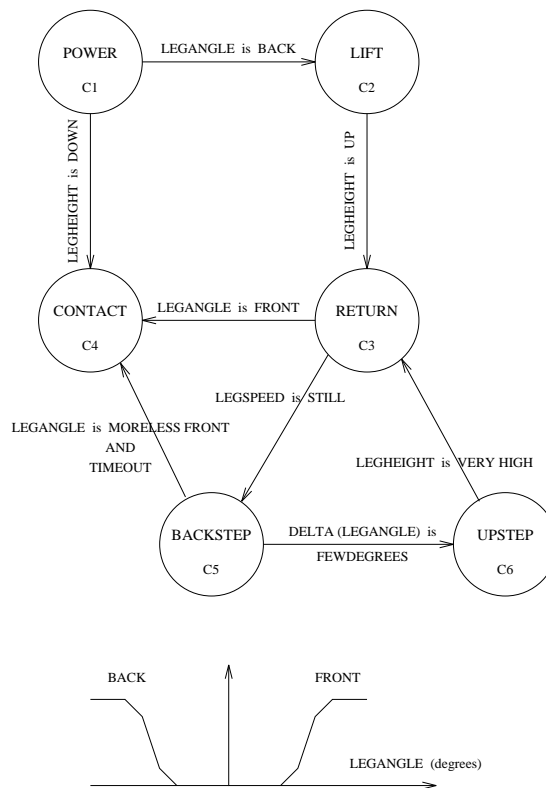 POWER
C1
LEGANGLE is BACK
LIFT
C2
LEGHEIGHT is DOWN
LEGHEIGHT is UP
CONTACT
C4
LEGANGLE is FRONT
RETURN
C3
LEGSPEED is STILL
LEGANGLE is MORELESS FRONT
AND
TIMEOUT
LEGHEIGHT is VERY HIGH
BACKSTEP
C5
DELTA (LEGANGLE) is
FEWDEGREES
UPSTEP
C6
BACK
FRONT
LEGANGLE (degrees)